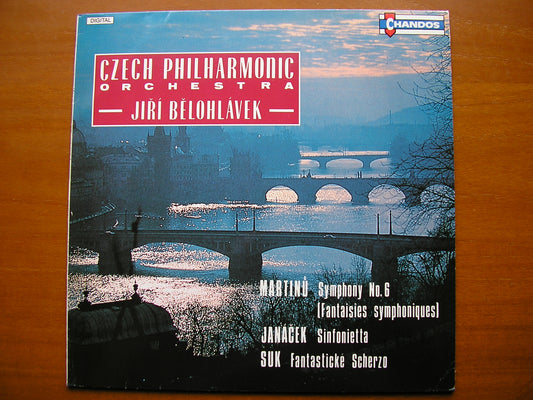 DIGITAL
CHANDOS
CZECH PHILHARMONIC
ORCHESTRA
JIŘÍ BĚLOHLÁVEK
MARTINŮ Symphony No.6
(Fantaisies symphoniques)
JANÁČEK Sinfonietta
SUK Fantastické Scherzo